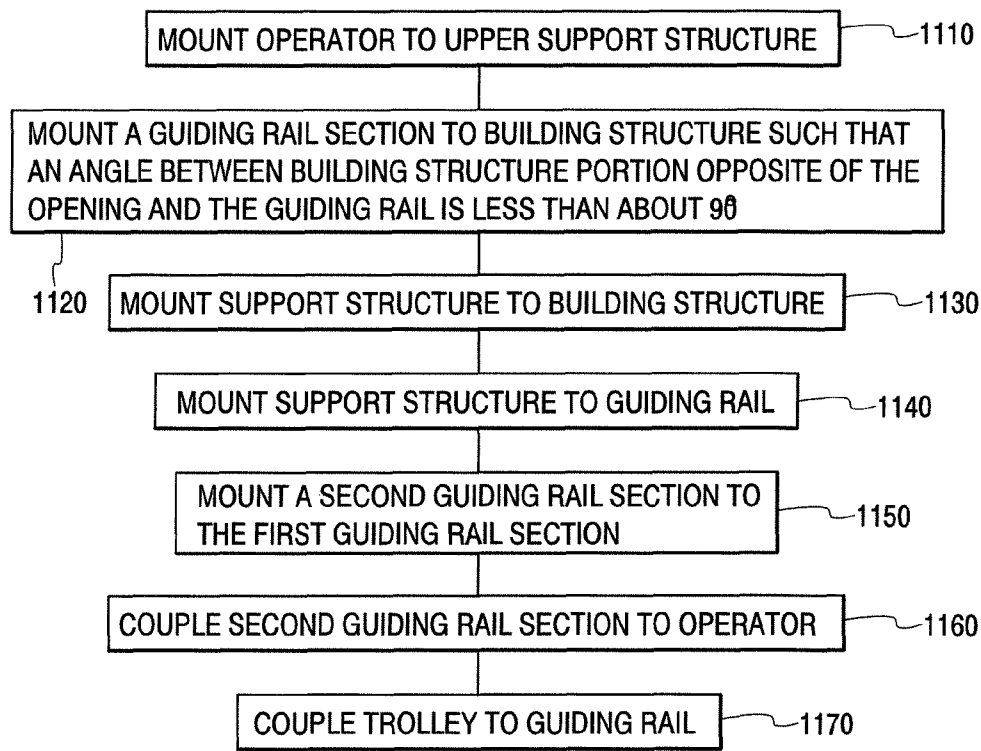 MOUNT OPERATOR TO UPPER SUPPORT STRUCTURE
1110
MOUNT A GUIDING RAIL SECTION TO BUILDING STRUCTURE SUCH THAT
AN ANGLE BETWEEN BUILDING STRUCTURE PORTION OPPOSITE OF THE
OPENING AND THE GUIDING RAIL IS LESS THAN ABOUT 90°
1120
MOUNT SUPPORT STRUCTURE TO BUILDING STRUCTURE
1130
MOUNT SUPPORT STRUCTURE TO GUIDING RAIL
1140
MOUNT A SECOND GUIDING RAIL SECTION TO
THE FIRST GUIDING RAIL SECTION
1150
COUPLE SECOND GUIDING RAIL SECTION TO OPERATOR
1160
COUPLE TROLLEY TO GUIDING RAIL
1170